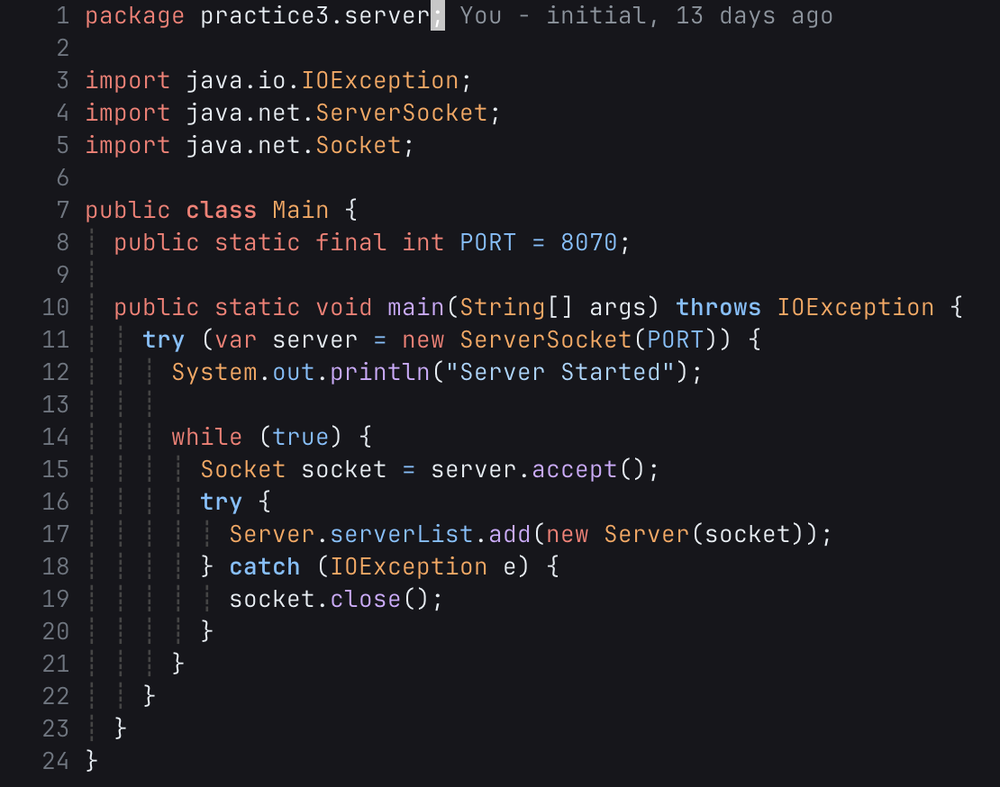 1 package practice3.server; You - initial, 13 days ago
2
3 import java.io.IOException;
4 import java.net.ServerSocket;
5 import java.net.Socket;
6
7 public class Main {
8   public static final int PORT = 8070;
9
10   public static void main(String[] args) throws IOException {
11     try (var server = new ServerSocket(PORT)) {
12       System.out.println("Server Started");
13
14       while (true) {
15         Socket socket = server.accept();
16         try {
17           Server.serverList.add(new Server(socket));
18         } catch (IOException e) {
19           socket.close();
20         }
21       }
22     }
23   }
24 }